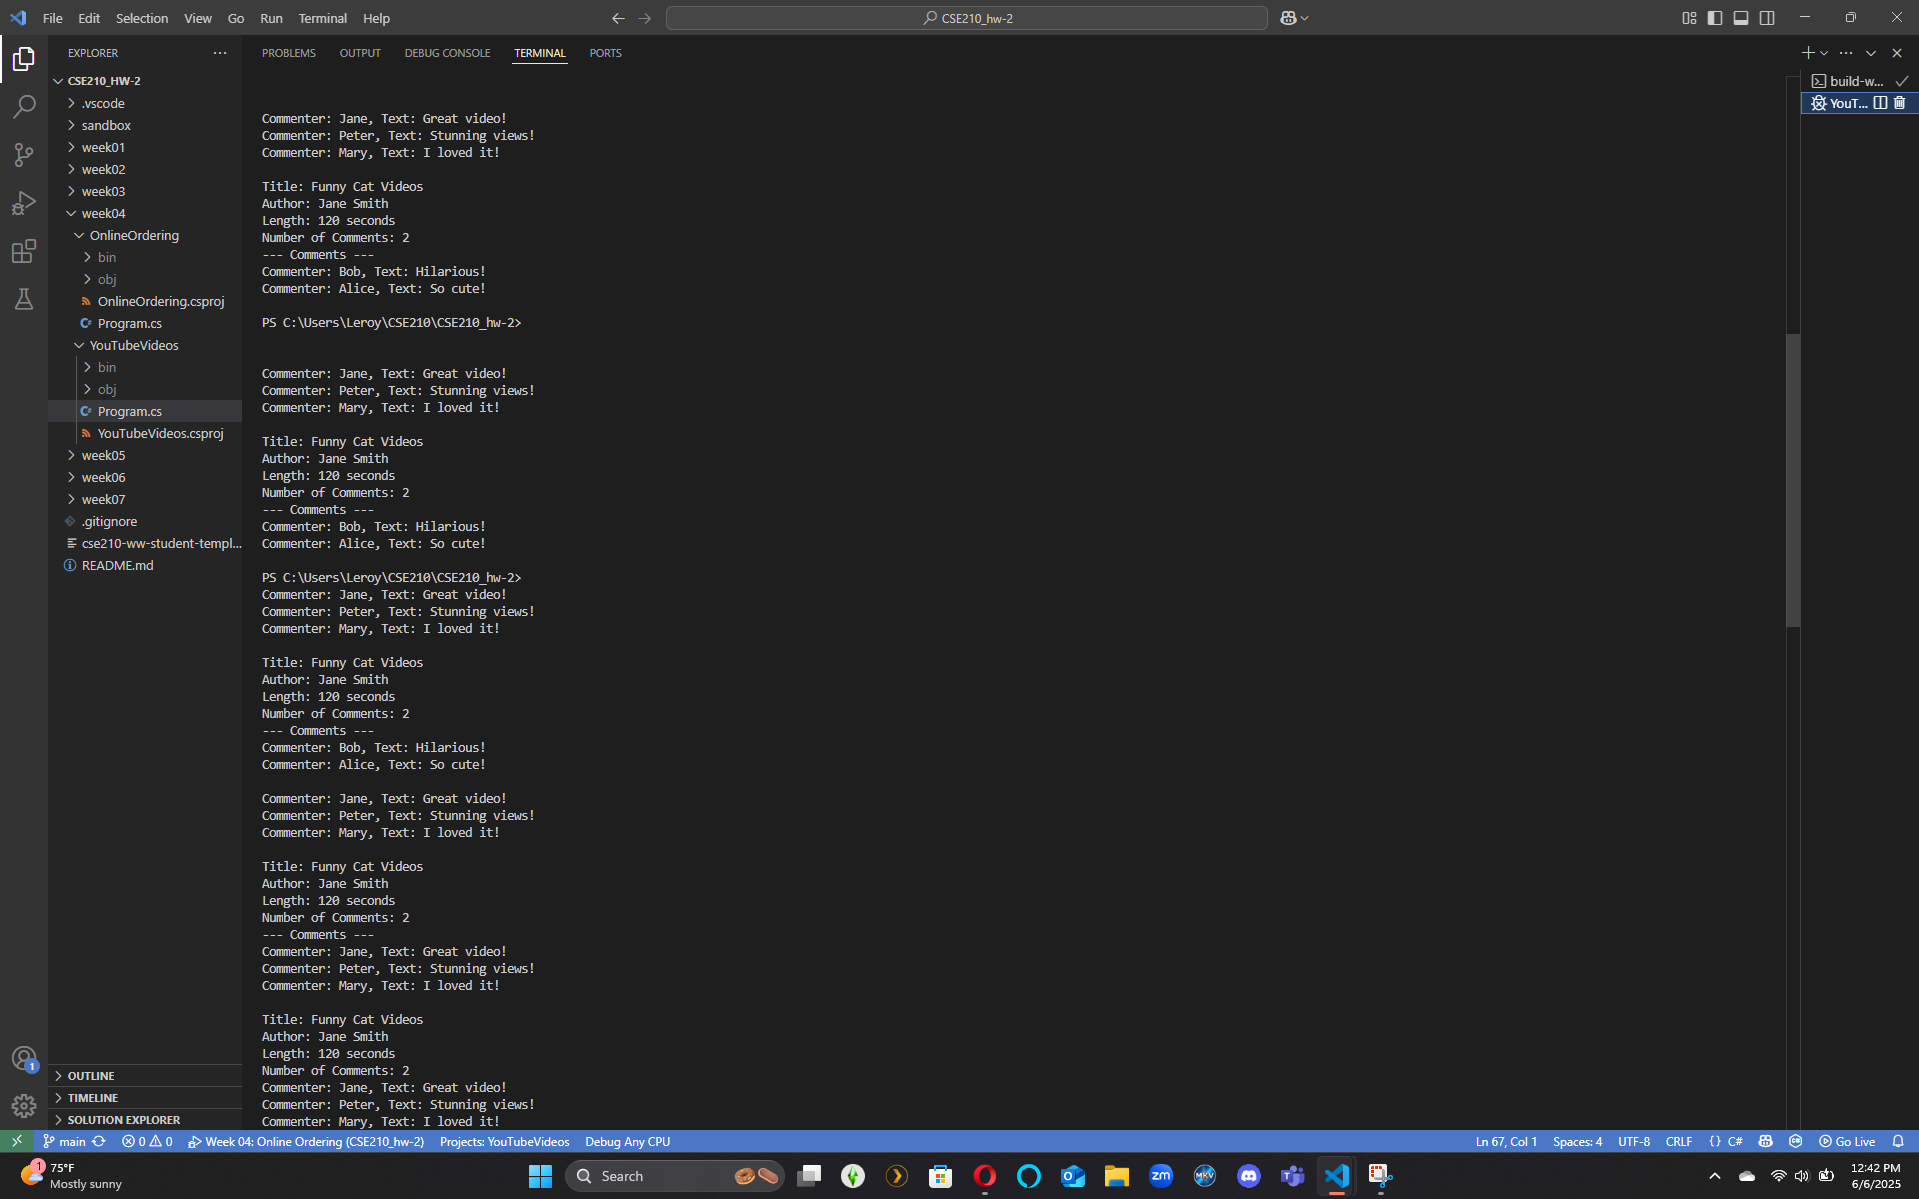 File Edit Selection View Go Run Terminal Help
CSE210_hw-2
EXPLORER
CSE210_HW-2
.vscode
sandbox
week01
week02
week03
week04
OnlineOrdering
bin
obj
OnlineOrdering.csproj
C# Program.cs
YouTubeVideos
bin
obj
C# Program.cs
YouTubeVideos.csproj
week05
week06
week07
.gitignore
cse210-ww-student-templ...
README.md
OUTLINE
TIMELINE
SOLUTION EXPLORER
1
PROBLEMS OUTPUT DEBUG CONSOLE TERMINAL PORTS
build-w...
YouT...
Commenter: Jane, Text: Great video!
Commenter: Peter, Text: Stunning views!
Commenter: Mary, Text: I loved it!
Title: Funny Cat Videos
Author: Jane Smith
Length: 120 seconds
Number of Comments: 2
--- Comments ---
Commenter: Bob, Text: Hilarious!
Commenter: Alice, Text: So cute!
PS C:\Users\Leroy\CSE210\CSE210_hw-2>
Commenter: Jane, Text: Great video!
Commenter: Peter, Text: Stunning views!
Commenter: Mary, Text: I loved it!
Title: Funny Cat Videos
Author: Jane Smith
Length: 120 seconds
Number of Comments: 2
--- Comments ---
Commenter: Bob, Text: Hilarious!
Commenter: Alice, Text: So cute!
PS C:\Users\Leroy\CSE210\CSE210_hw-2>
Commenter: Jane, Text: Great video!
Commenter: Peter, Text: Stunning views!
Commenter: Mary, Text: I loved it!
Title: Funny Cat Videos
Author: Jane Smith
Length: 120 seconds
Number of Comments: 2
--- Comments ---
Commenter: Bob, Text: Hilarious!
Commenter: Alice, Text: So cute!
Commenter: Jane, Text: Great video!
Commenter: Peter, Text: Stunning views!
Commenter: Mary, Text: I loved it!
Title: Funny Cat Videos
Author: Jane Smith
Length: 120 seconds
Number of Comments: 2
--- Comments ---
Commenter: Jane, Text: Great video!
Commenter: Peter, Text: Stunning views!
Commenter: Mary, Text: I loved it!
Title: Funny Cat Videos
Author: Jane Smith
Length: 120 seconds
Number of Comments: 2
Commenter: Jane, Text: Great video!
Commenter: Peter, Text: Stunning views!
Commenter: Mary, Text: I loved it!
main 0 0 Week 04: Online Ordering (CSE210_hw-2) Projects: YouTubeVideos Debug Any CPU Ln 67, Col 1 Spaces: 4 UTF-8 CRLF {} C# Go Live
1
75°F
Mostly sunny
Search
zm
MKV
12:42 PM
6/6/2025